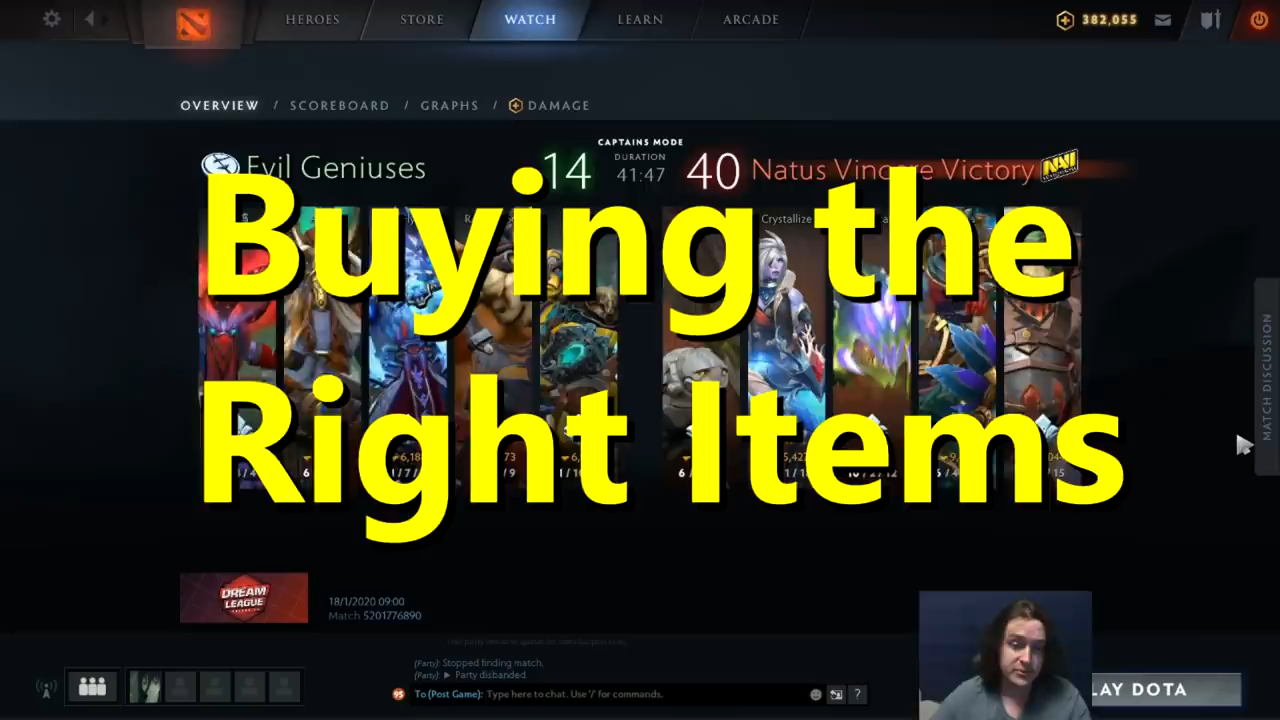 HEROES
STORE
WATCH
LEARN
ARCADE
382,055
OVERVIEW / SCOREBOARD / GRAPHS / DAMAGE
CAPTAINS MODE
Evil Geniuses
14
DURATION
41:47
40
Natus Vincere Victory
NAVI
Crystallize
Buying the
Right Items
MATCH DISCUSSION
DREAM
LEAGUE
18/1/2020 09:00
Match 5201776890
(Party): Stopped finding match.
(Party): ► Party disbanded.
95
To (Post Game): Type here to chat. Use '/' for commands.
?
LAY DOTA